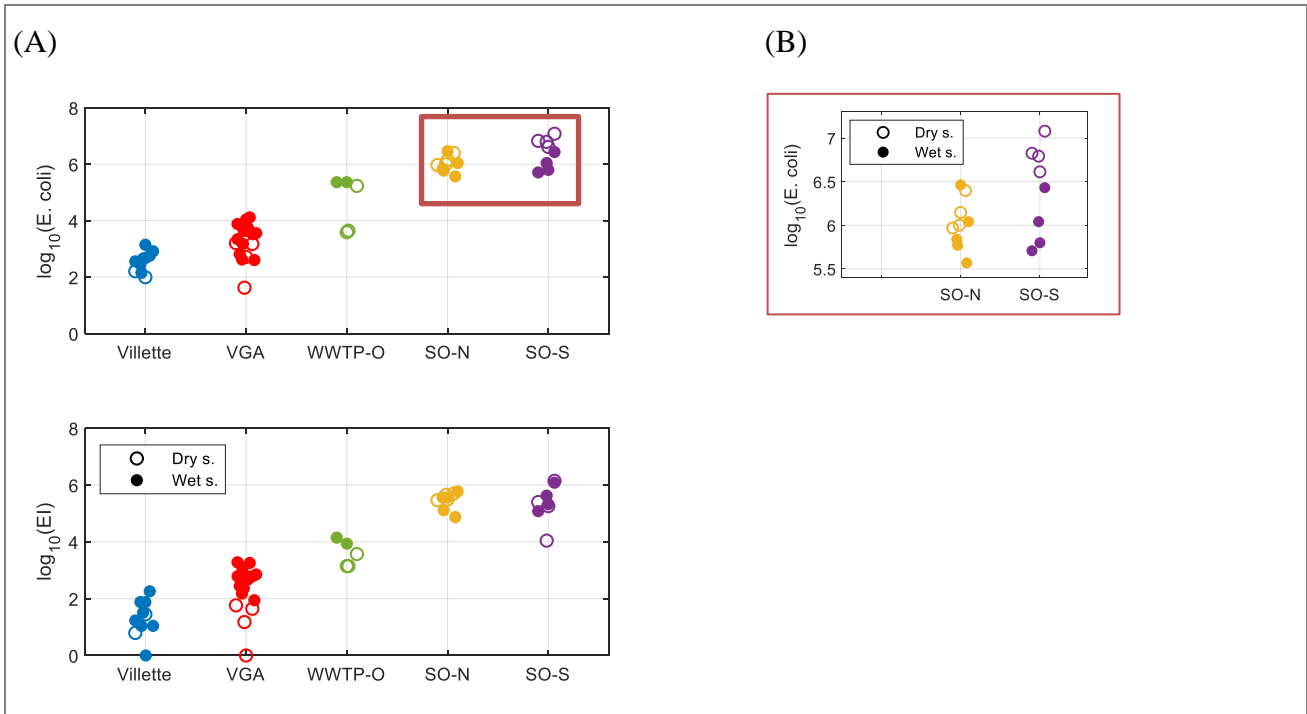 (A)
8
6
4
2
0
log10(E. coli)
Villette VGA WWTP-O SO-N SO-S
8
6
4
2
0
log10(EI)
Dry s.
Wet s.
Villette VGA WWTP-O SO-N SO-S
(B)
7
6.5
6
5.5
log10(E. coli)
Dry s.
Wet s.
SO-N SO-S